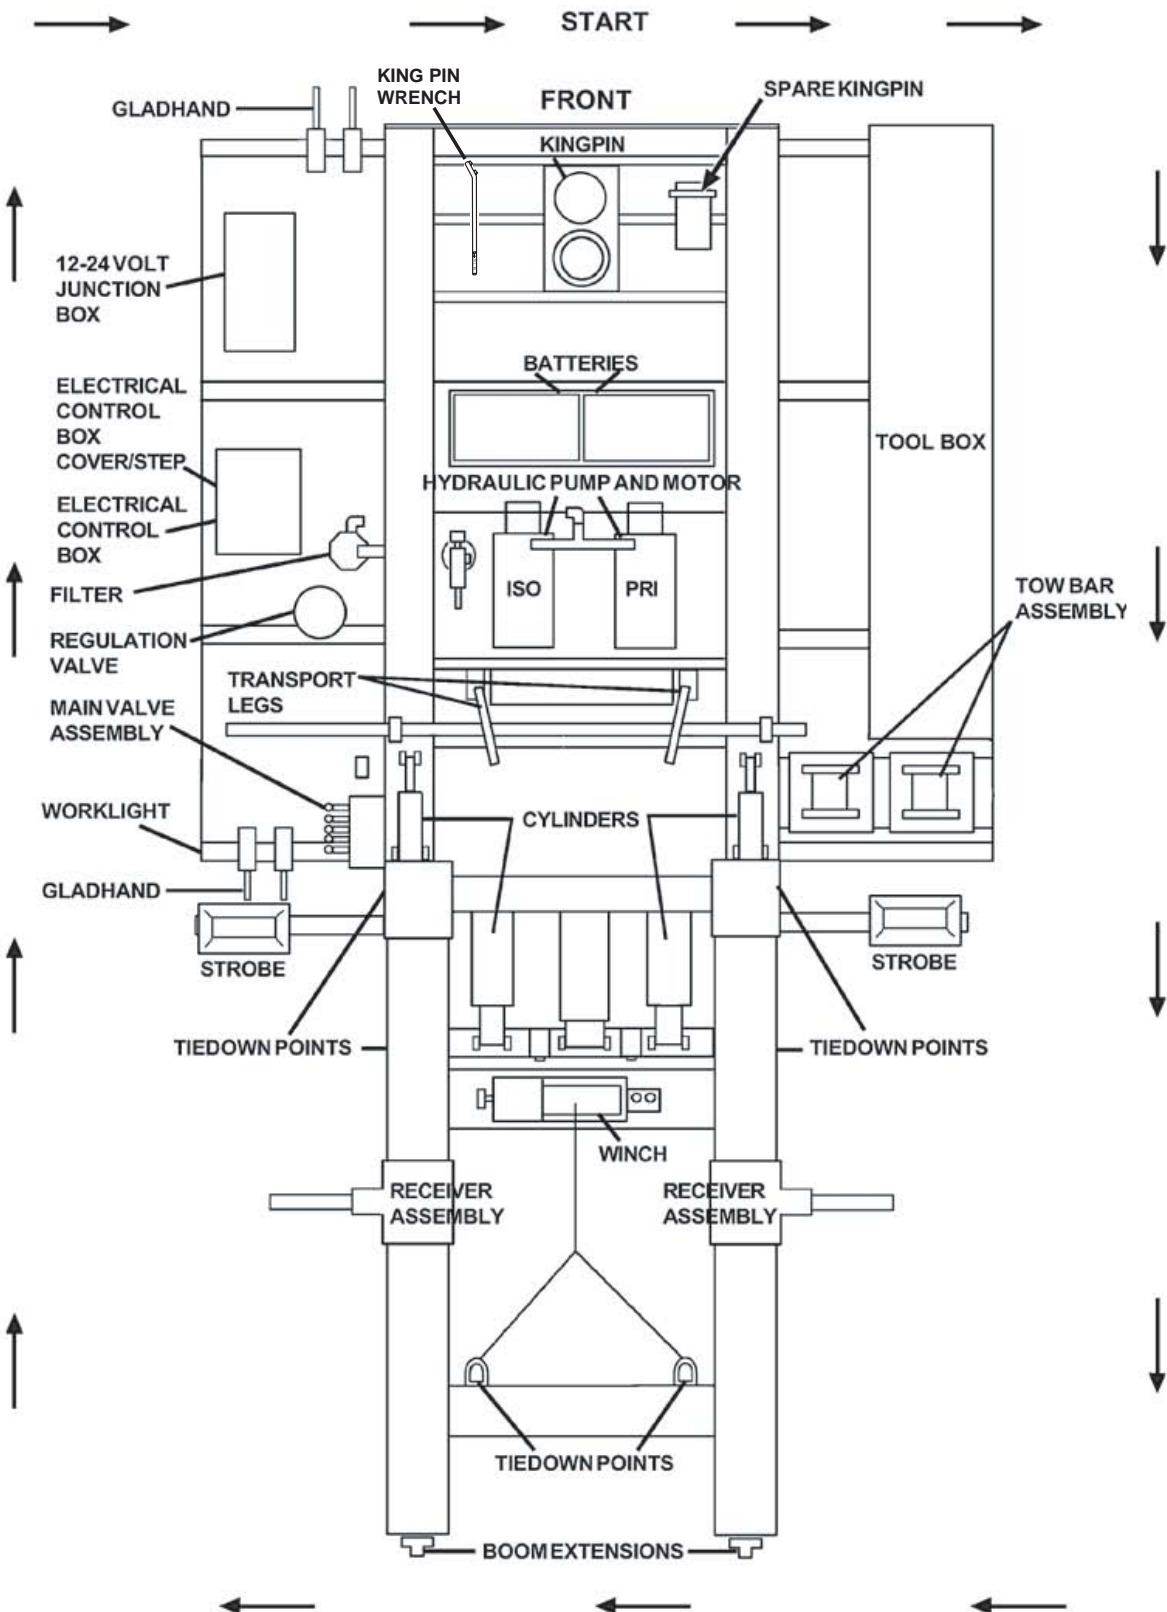 START
KING PIN
WRENCH
GLADHAND
FRONT
SPARE KINGPIN
KINGPIN
12-24 VOLT
JUNCTION
BOX
BATTERIES
ELECTRICAL
CONTROL
BOX
COVER/STEP
TOOL BOX
HYDRAULIC PUMP AND MOTOR
ELECTRICAL
CONTROL
BOX
ISO
PRI
FILTER
TOW BAR
ASSEMBLY
REGULATION
VALVE
TRANSPORT
LEGS
MAIN VALVE
ASSEMBLY
WORKLIGHT
CYLINDERS
GLADHAND
STROBE
STROBE
TIEDOWN POINTS
TIEDOWN POINTS
WINCH
RECEIVER
ASSEMBLY
RECEIVER
ASSEMBLY
TIEDOWN POINTS
BOOM EXTENSIONS